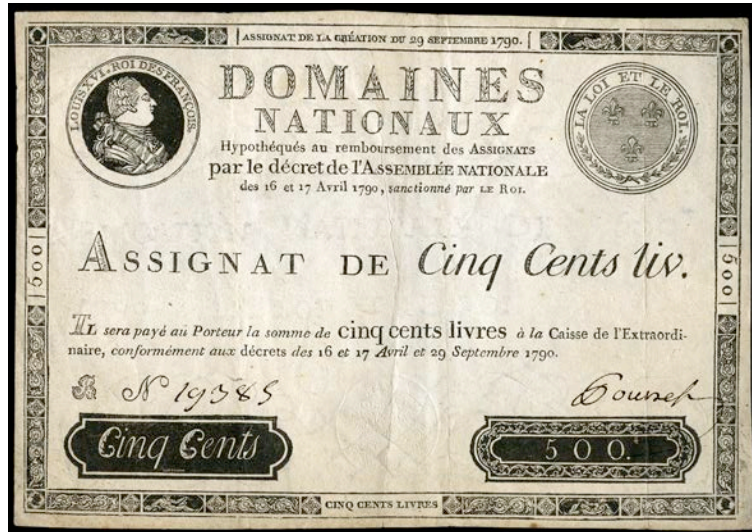 ASSIGNAT DE LA CRÉATION DU 29 SEPTEMBRE 1790.
LOUIS XVI. ROI DES FRANÇOIS.
DOMAINES
NATIONAUX
LA LOI ET LE ROI.
Hypothéqués au remboursement des ASSIGNATS
par le décret de l'ASSEMBLÉE NATIONALE
des 16 et 17 Avril 1790, sanctionné par LE ROI.
500
500
ASSIGNAT DE Cinq Cents liv.
IL sera payé au Porteur la somme de cinq cents livres à la Caisse de l'Extraordi-
naire, conformément aux décrets des 16 et 17 Avril et 29 Septembre 1790.
N 19385
Cinq Cents
500.
CINQ CENTS LIVRES